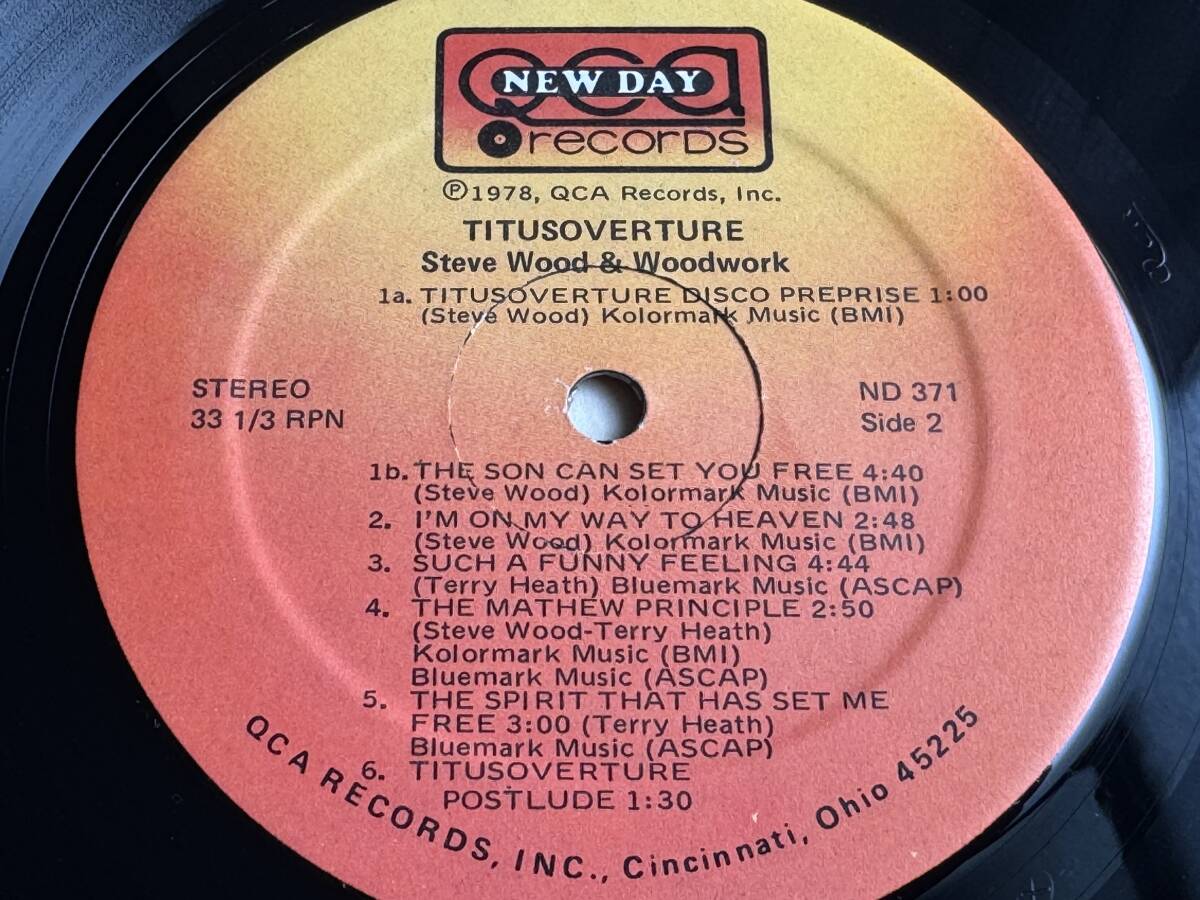 QCA
NEW DAY
records
℗1978, QCA Records, Inc.
TITUSOVERTURE
Steve Wood & Woodwork
1a. TITUSOVERTURE DISCO PREPRISE 1:00
(Steve Wood) Kolormark Music (BMI)
STEREO
33 1/3 RPN
ND 371
Side 2
1b. THE SON CAN SET YOU FREE 4:40
(Steve Wood) Kolormark Music (BMI)
2. I'M ON MY WAY TO HEAVEN 2:48
(Steve Wood) Kolormark Music (BMI)
3. SUCH A FUNNY FEELING 4:44
(Terry Heath) Bluemark Music (ASCAP)
4. THE MATHEW PRINCIPLE 2:50
(Steve Wood-Terry Heath)
Kolormark Music (BMI)
Bluemark Music (ASCAP)
5. THE SPIRIT THAT HAS SET ME
FREE 3:00 (Terry Heath)
Bluemark Music (ASCAP)
6. TITUSOVERTURE
POSTLUDE 1:30
QCA RECORDS, INC., Cincinnati, Ohio 45225